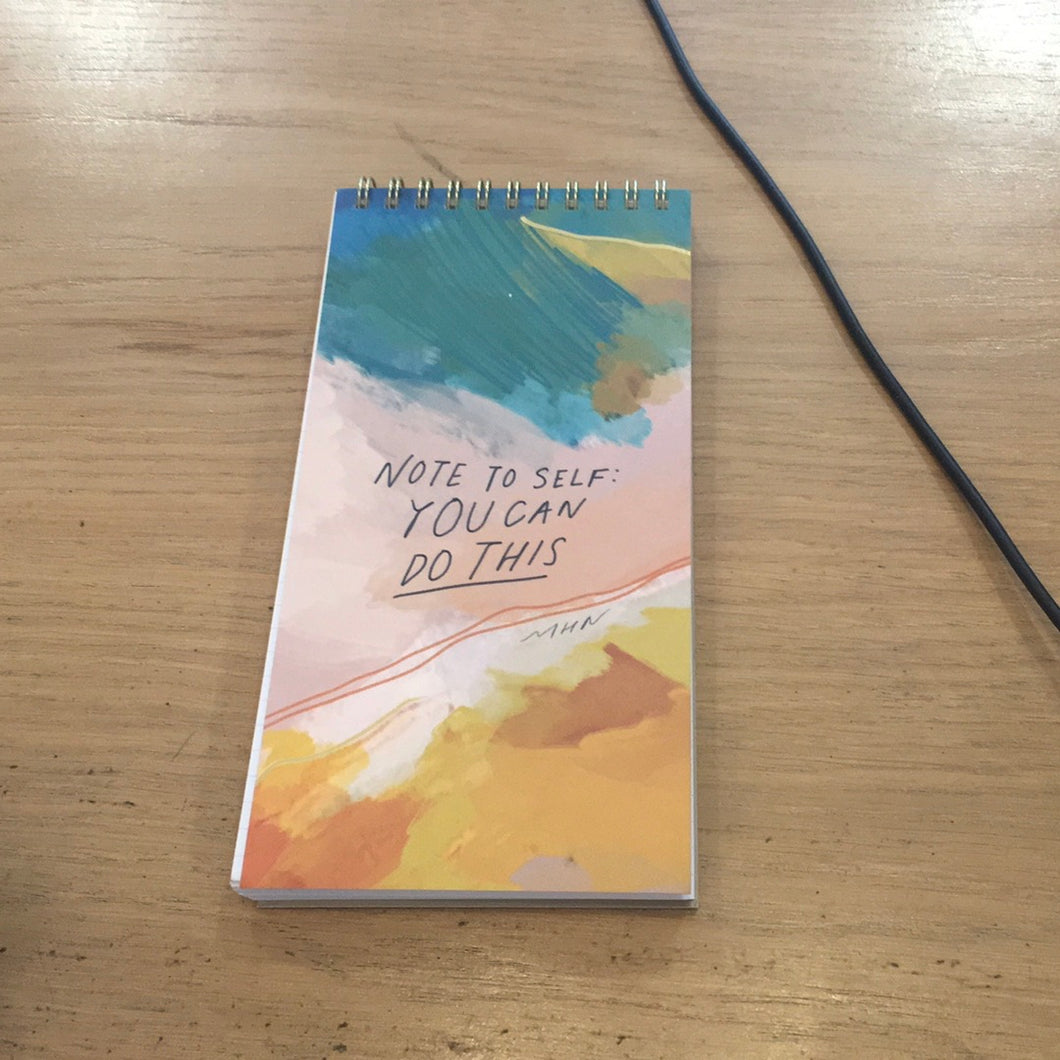 NOTE TO SELF:
YOU CAN
DO THIS
~MHN